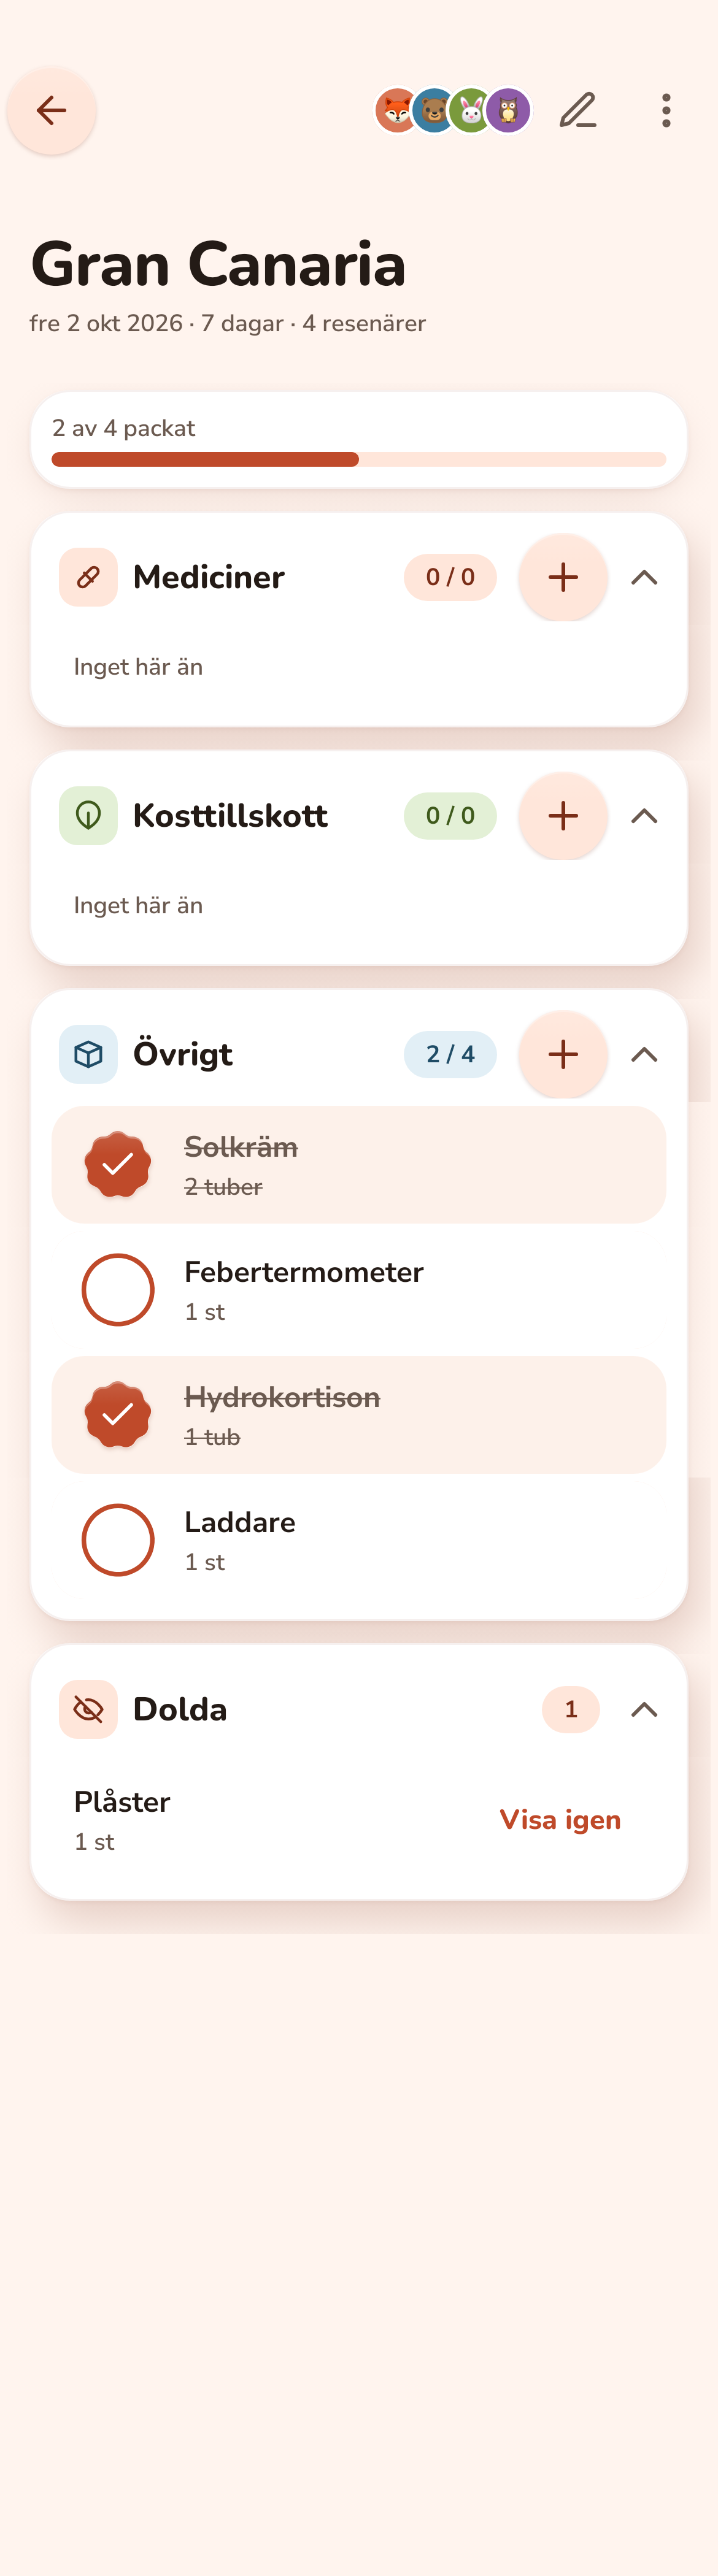 Gran Canaria
fre 2 okt 2026 · 7 dagar · 4 resenärer
2 av 4 packat
Mediciner 0 / 0
Inget här än
Kosttillskott 0 / 0
Inget här än
Övrigt 2 / 4
Solkräm
2 tuber
Febertermometer
1 st
Hydrokortison
1 tub
Laddare
1 st
Dolda 1
Plåster
1 st
Visa igen